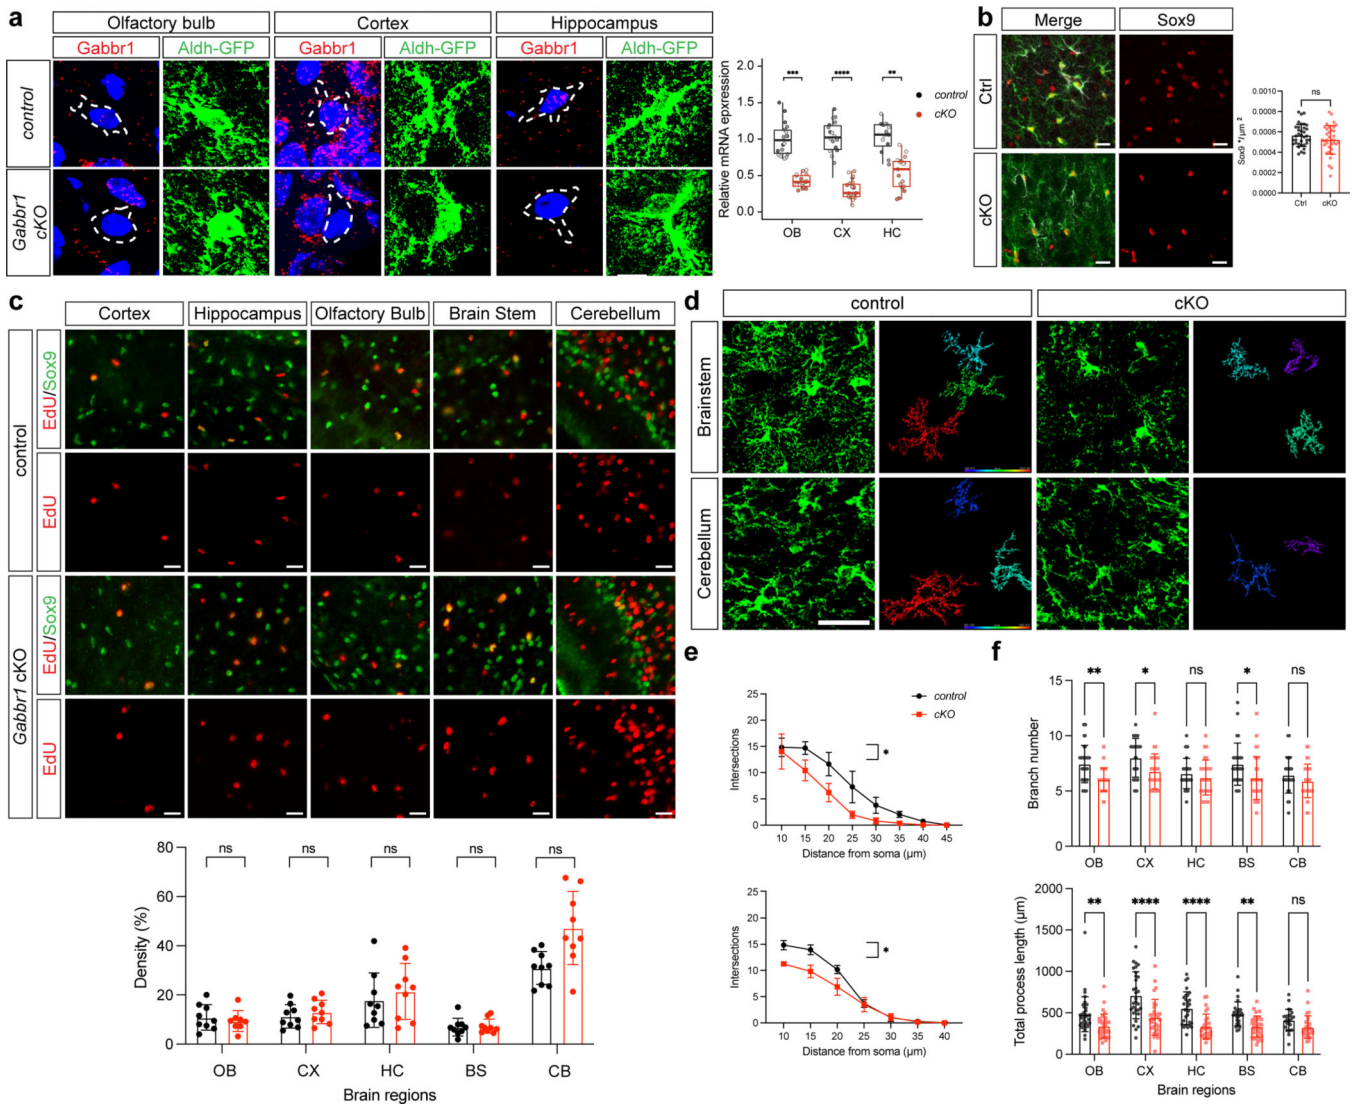 a
Olfactory bulb
Cortex
Hippocampus
Gabbr1
Aldh-GFP
Gabbr1
Aldh-GFP
Gabbr1
Aldh-GFP
control
Gabbr1
cKO
Relative mRNA epxression
2.0
1.5
1.0
0.5
0.0
***
****
**
control
cKO
OB
CX
HC
b
Merge
Sox9
Ctrl
cKO
Sox9 +/µm 2
0.0010
0.0008
0.0006
0.0004
0.0002
0.0000
ns
Ctrl
cKO
c
Cortex
Hippocampus
Olfactory Bulb
Brain Stem
Cerebellum
control
EdU/Sox9
EdU
Gabbr1 cKO
EdU/Sox9
EdU
Density (%)
80
60
40
20
0
ns
ns
ns
ns
ns
OB
CX
HC
BS
CB
Brain regions
d
control
cKO
Brainstem
Cerebellum
e
Intersections
25
20
15
10
5
0
control
cKO
*
10
15
20
25
30
35
40
45
Distance from soma (µm)
Intersections
25
20
15
10
5
0
*
10
15
20
25
30
35
40
Distance from soma (µm)
f
Branch number
15
10
5
0
**
*
ns
*
ns
OB
CX
HC
BS
CB
Total process length (µm)
2000
1500
1000
500
0
**
****
****
**
ns
OB
CX
HC
BS
CB
Brain regions